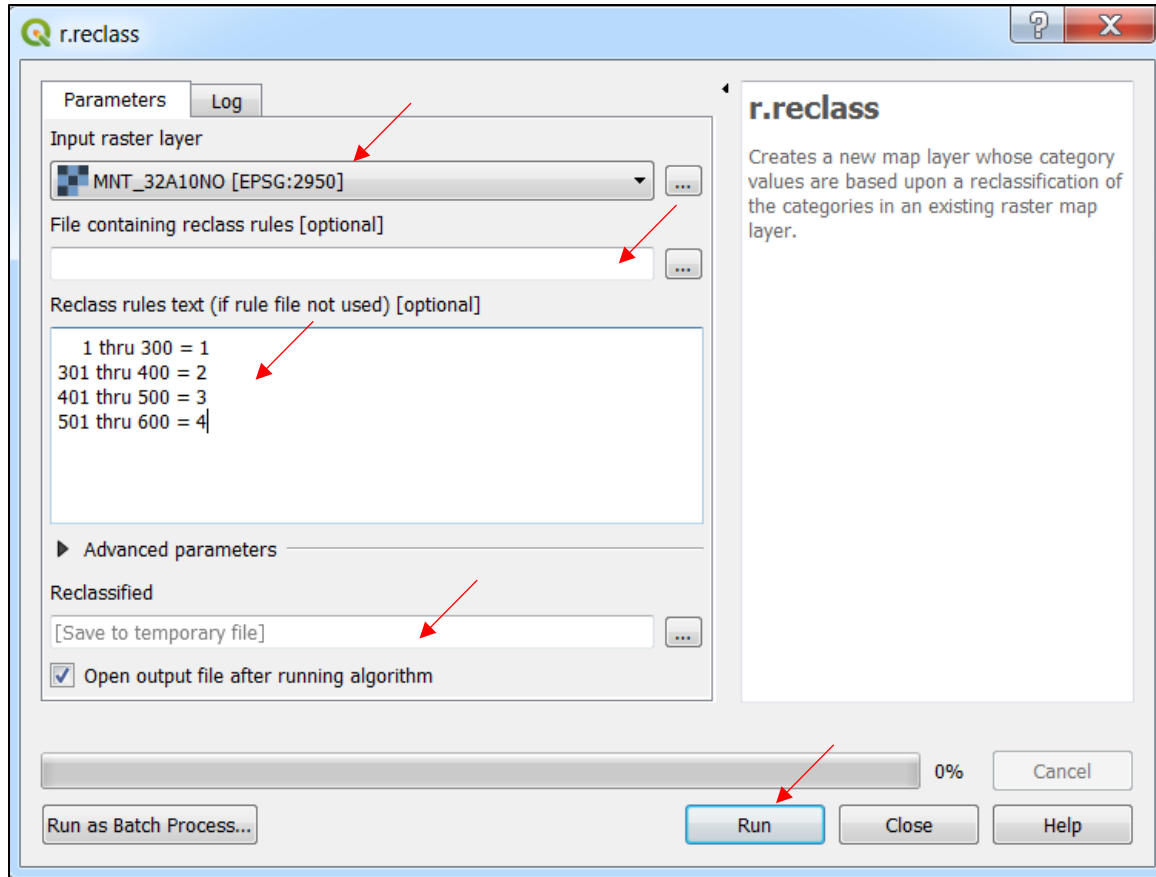 r.reclass
Parameters
Log
Input raster layer
MNT_32A10NO [EPSG:2950]
...
File containing reclass rules [optional]
...
Reclass rules text (if rule file not used) [optional]
1 thru 300 = 1
301 thru 400 = 2
401 thru 500 = 3
501 thru 600 = 4
Advanced parameters
Reclassified
[Save to temporary file]
...
Open output file after running algorithm
r.reclass
Creates a new map layer whose category
values are based upon a reclassification of
the categories in an existing raster map
layer.
0%
Cancel
Run as Batch Process...
Run
Close
Help